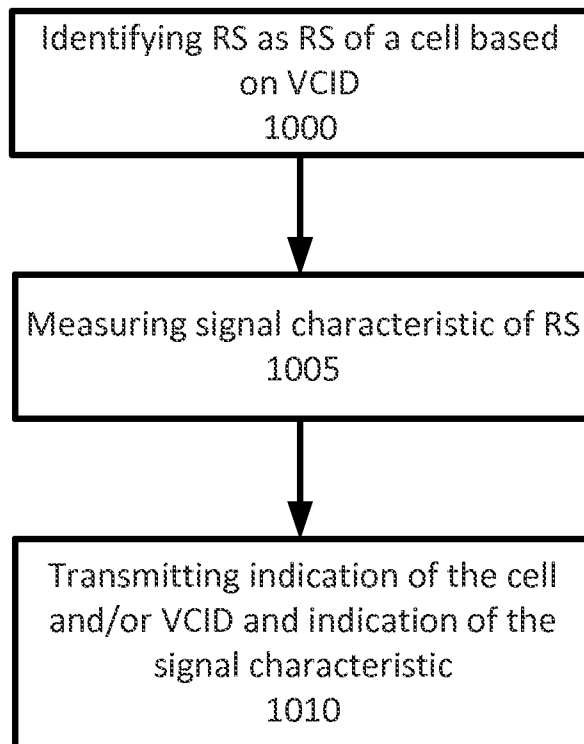 Identifying RS as RS of a cell based
on VCID
1000
Measuring signal characteristic of RS
1005
Transmitting indication of the cell
and/or VCID and indication of the
signal characteristic
1010